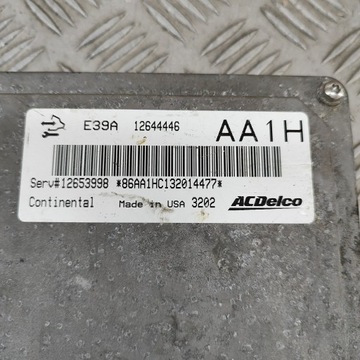 E39A 12644446 AA1H
Serv#12653998 *86AA1HC132014477*
Continental Made in USA 3202 ACDelco